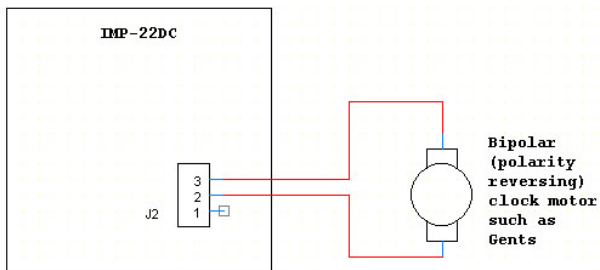 IMP-22DC
Bipolar
(polarity
reversing)
clock motor
such as
Gents
3
2
1
J2